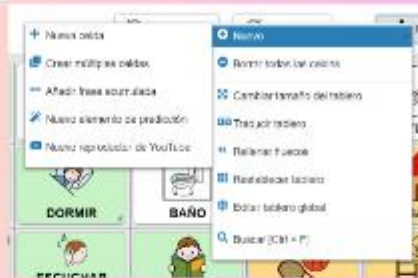 Nueva celda
Crear múltiples celdas
Añadir frase acumulada
Nuevo elemento de predicción
Nuevo reproductor de YouTube
Nuevo
Borrar todas las celdas
Cambiar tamaño del tablero
Traducir tablero
Rellenar huecos
Restablecer tablero
Editar tablero global
Buscar [Ctrl + F]
DORMIR
BAÑO
ESCUCHAR